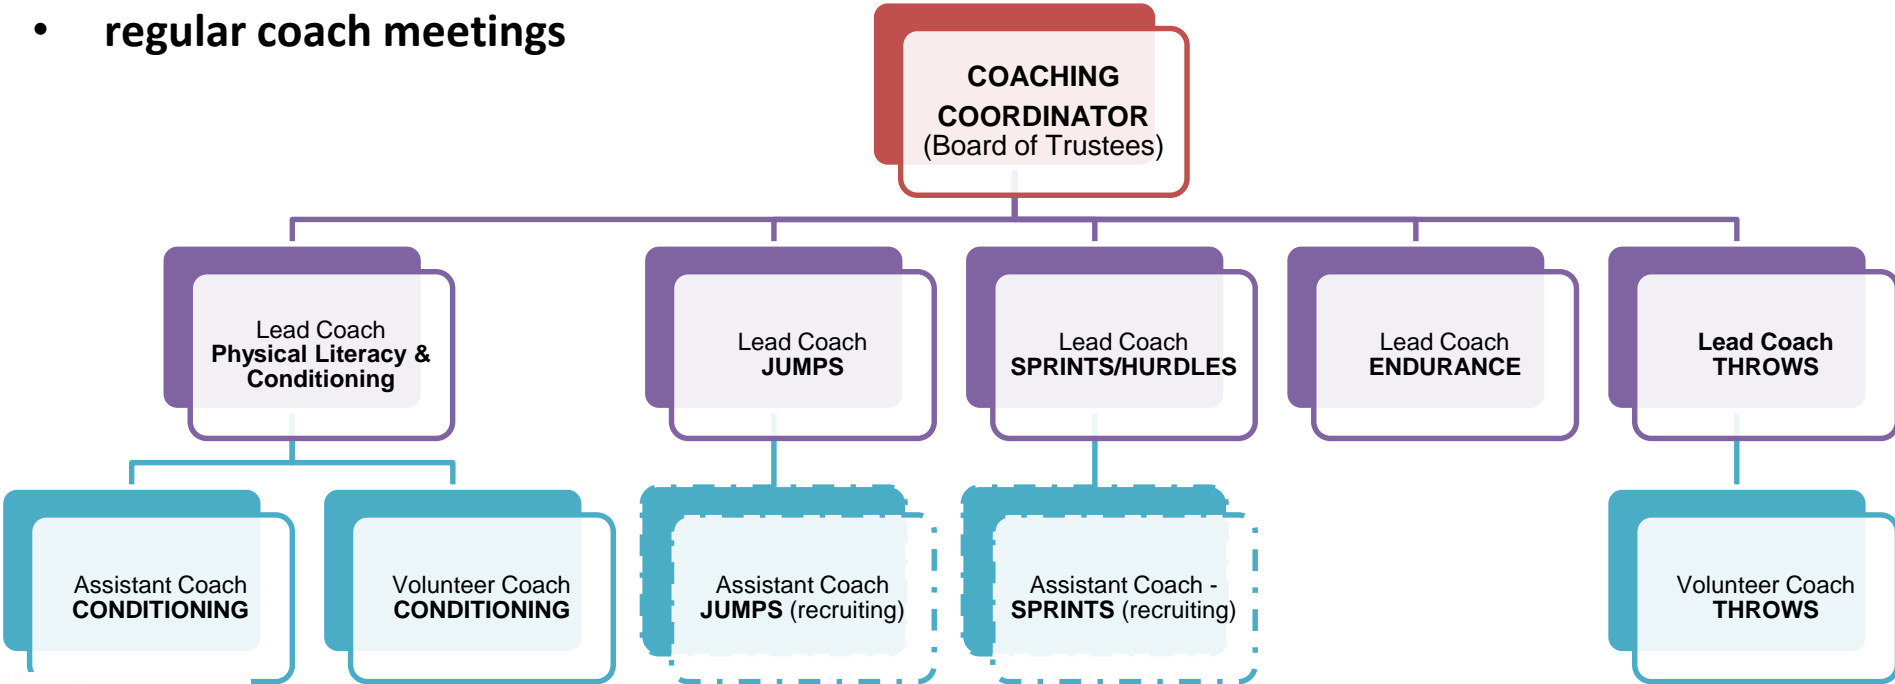 • regular coach meetings
COACHING
COORDINATOR
(Board of Trustees)
Lead Coach
Physical Literacy &
Conditioning
Lead Coach
JUMPS
Lead Coach
SPRINTS/HURDLES
Lead Coach
ENDURANCE
Lead Coach
THROWS
Assistant Coach
CONDITIONING
Volunteer Coach
CONDITIONING
Assistant Coach
JUMPS (recruiting)
Assistant Coach -
SPRINTS (recruiting)
Volunteer Coach
THROWS